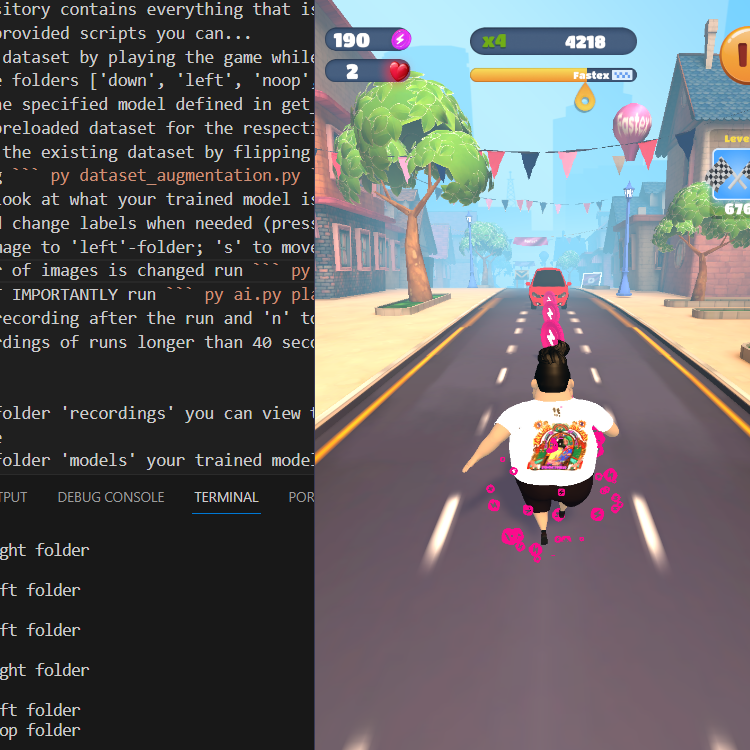 sitory contains everything that is
provided scripts you can...
dataset by playing the game while
e folders ['down', 'left', 'noop'
he specified model defined in get_
preloaded dataset for the respecti
the existing dataset by flipping
g ``` py dataset_augmentation.py `
look at what your trained model is
d change labels when needed (press
mage to 'left'-folder; 's' to move
r of images is changed run ``` py
T IMPORTANTLY run ``` py ai.py pla
recording after the run and 'n' to
rdings of runs longer than 40 seco
folder 'recordings' you can view t
e
folder 'models' your trained model
TPUT DEBUG CONSOLE TERMINAL POR
ght folder
ft folder
ft folder
ght folder
ft folder
op folder
190
x4 4218
2
Fastex
Fastex
Leve
676